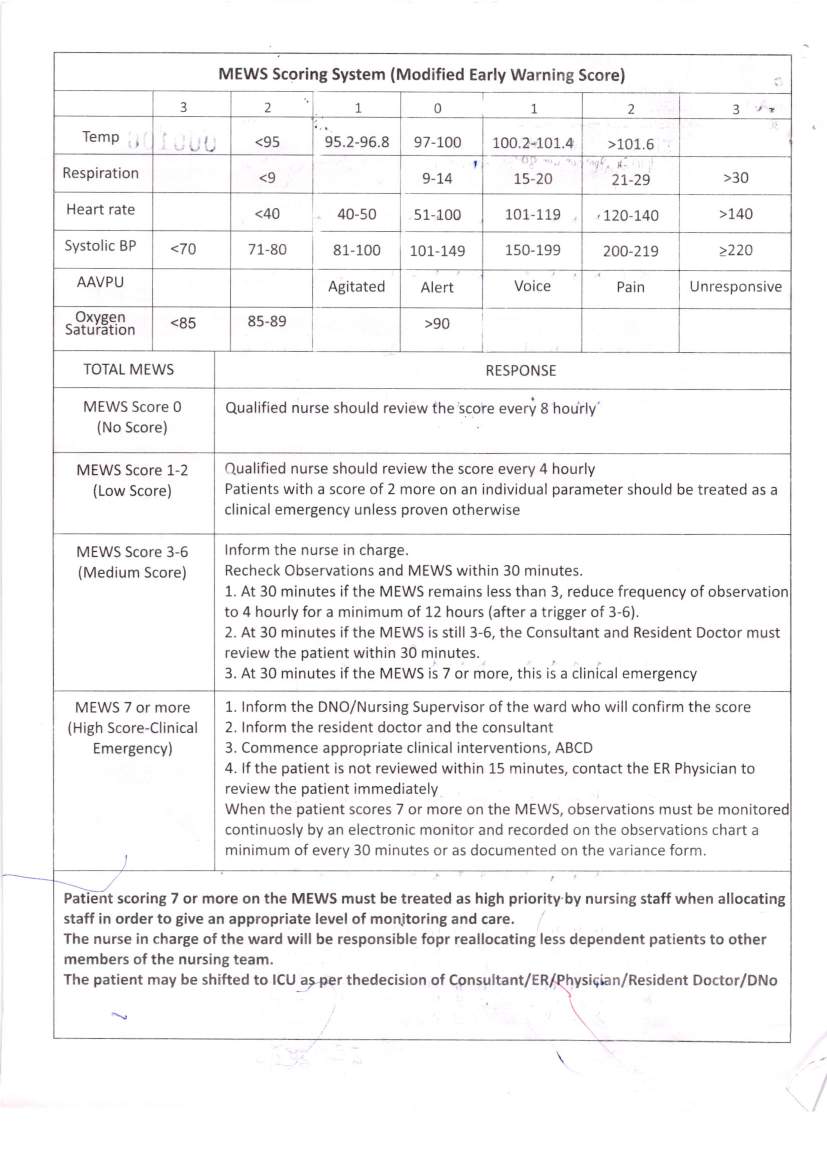 MEWS Scoring System (Modified Early Warning Score)
3 2 1 0 1 2 3
Temp <95 95.2-96.8 97-100 100.2-101.4 >101.6
Respiration <9 9-14 15-20 21-29 >30
Heart rate <40 40-50 51-100 101-119 120-140 >140
Systolic BP <70 71-80 81-100 101-149 150-199 200-219 ≥220
AAVPU Agitated Alert Voice Pain Unresponsive
Oxygen Saturation <85 85-89 >90
TOTAL MEWS RESPONSE
MEWS Score 0
(No Score)
Qualified nurse should review the score every 8 hourly
MEWS Score 1-2
(Low Score)
Qualified nurse should review the score every 4 hourly
Patients with a score of 2 more on an individual parameter should be treated as a
clinical emergency unless proven otherwise
MEWS Score 3-6
(Medium Score)
Inform the nurse in charge.
Recheck Observations and MEWS within 30 minutes.
1. At 30 minutes if the MEWS remains less than 3, reduce frequency of observation
to 4 hourly for a minimum of 12 hours (after a trigger of 3-6).
2. At 30 minutes if the MEWS is still 3-6, the Consultant and Resident Doctor must
review the patient within 30 minutes.
3. At 30 minutes if the MEWS is 7 or more, this is a clinical emergency
MEWS 7 or more
(High Score-Clinical
Emergency)
1. Inform the DNO/Nursing Supervisor of the ward who will confirm the score
2. Inform the resident doctor and the consultant
3. Commence appropriate clinical interventions, ABCD
4. If the patient is not reviewed within 15 minutes, contact the ER Physician to
review the patient immediately
When the patient scores 7 or more on the MEWS, observations must be monitored
continuosly by an electronic monitor and recorded on the observations chart a
minimum of every 30 minutes or as documented on the variance form.
Patient scoring 7 or more on the MEWS must be treated as high priority by nursing staff when allocating
staff in order to give an appropriate level of monitoring and care.
The nurse in charge of the ward will be responsible fopr reallocating less dependent patients to other
members of the nursing team.
The patient may be shifted to ICU as per thedecision of Consultant/ER/Physician/Resident Doctor/DNo